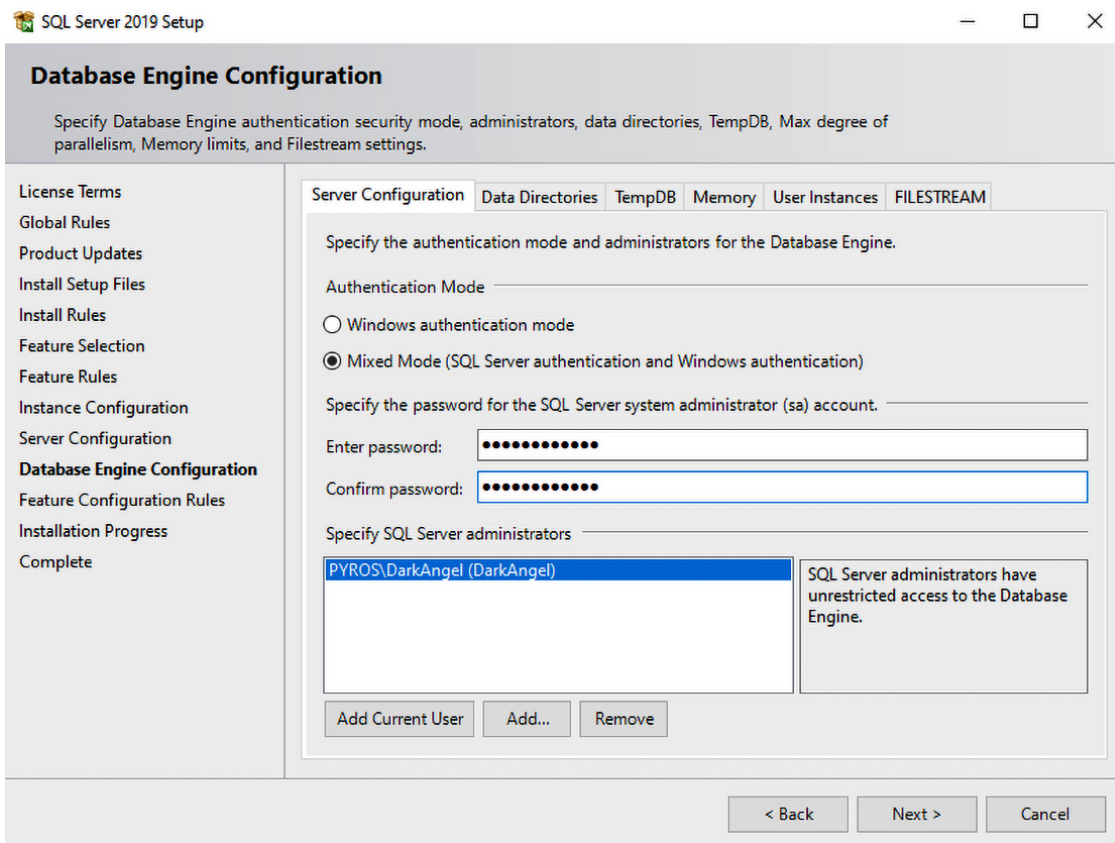 SQL Server 2019 Setup
Database Engine Configuration
Specify Database Engine authentication security mode, administrators, data directories, TempDB, Max degree of
parallelism, Memory limits, and Filestream settings.
License Terms
Global Rules
Product Updates
Install Setup Files
Install Rules
Feature Selection
Feature Rules
Instance Configuration
Server Configuration
Database Engine Configuration
Feature Configuration Rules
Installation Progress
Complete
Server Configuration Data Directories TempDB Memory User Instances FILESTREAM
Specify the authentication mode and administrators for the Database Engine.
Authentication Mode
Windows authentication mode
Mixed Mode (SQL Server authentication and Windows authentication)
Specify the password for the SQL Server system administrator (sa) account.
Enter password: ●●●●●●●●●●●●
Confirm password: ●●●●●●●●●●●●
Specify SQL Server administrators
PYROS\DarkAngel (DarkAngel)
SQL Server administrators have
unrestricted access to the Database
Engine.
Add Current User Add... Remove
< Back Next > Cancel